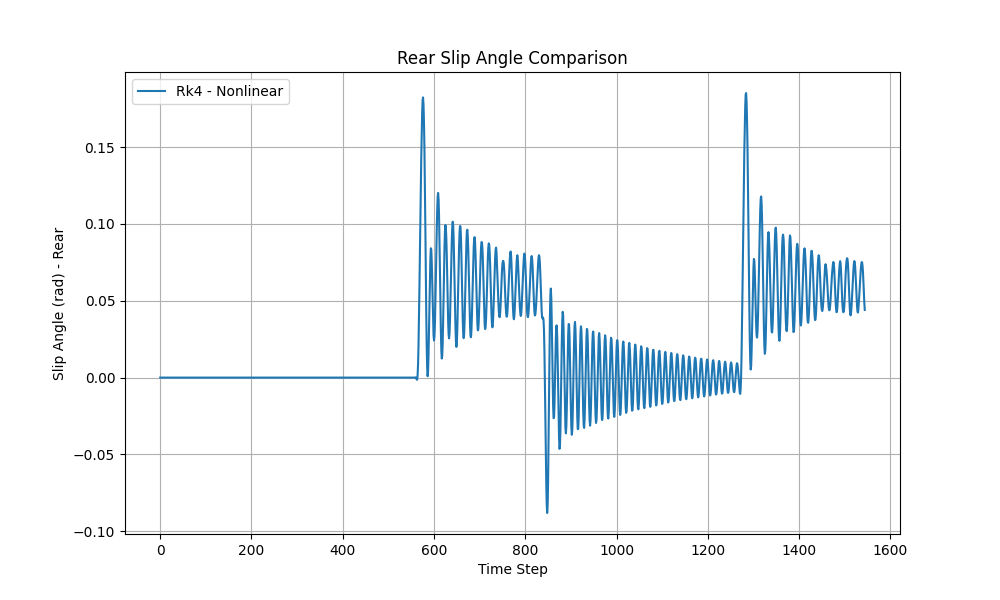 Rear Slip Angle Comparison
Rk4 - Nonlinear
Slip Angle (rad) - Rear
0.15
0.10
0.05
0.00
−0.05
−0.10
0 200 400 600 800 1000 1200 1400 1600
Time Step